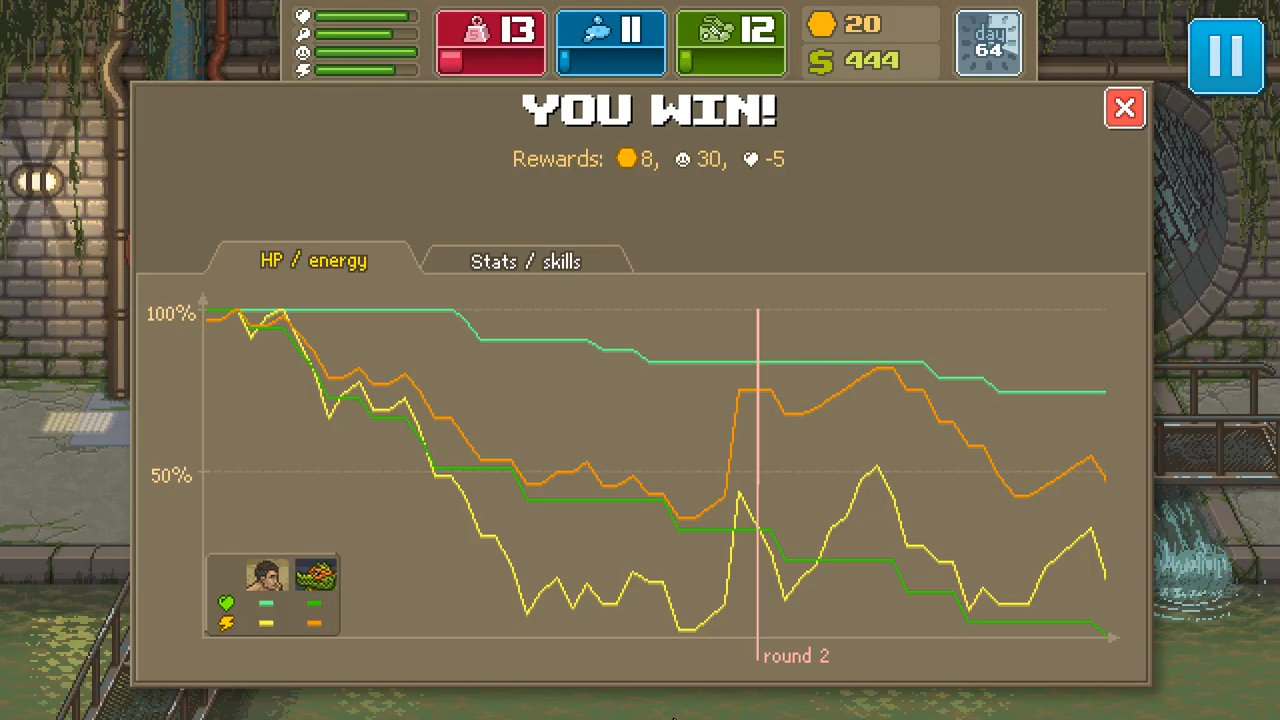 13
11
12
20
444
day
64
YOU WIN!
Rewards: 8, 30, -5
HP / energy
Stats / skills
100%
50%
round 2